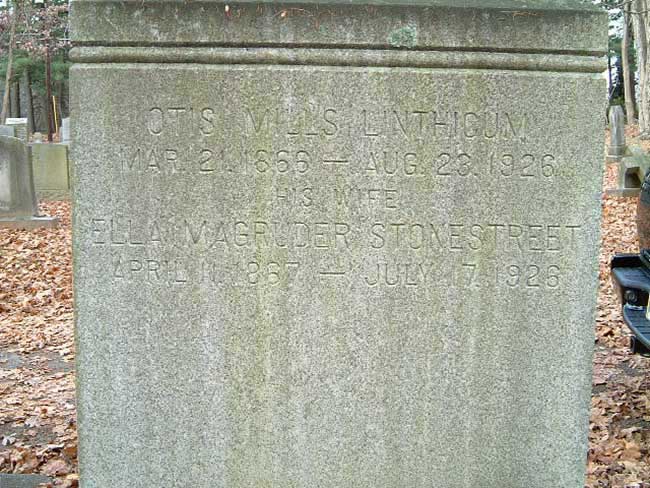 OTIS MILLS LINTHICUM
MAR. 21. 1866 — AUG. 23. 1926
HIS WIFE
ELLA MAGRUDER STONESTREET
APRIL 11. 1867 — JULY 17. 1926